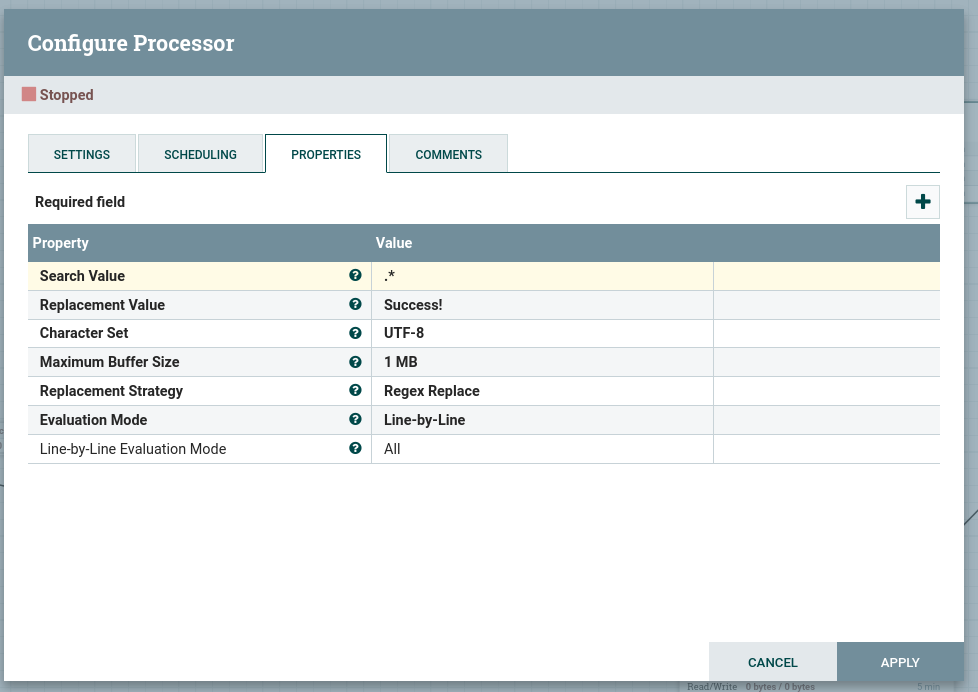 Configure Processor
Stopped
SETTINGS SCHEDULING PROPERTIES COMMENTS
Required field
Property Value
Search Value .*
Replacement Value Success!
Character Set UTF-8
Maximum Buffer Size 1 MB
Replacement Strategy Regex Replace
Evaluation Mode Line-by-Line
Line-by-Line Evaluation Mode All
CANCEL APPLY
Read/Write 0 bytes / 0 bytes 5 min